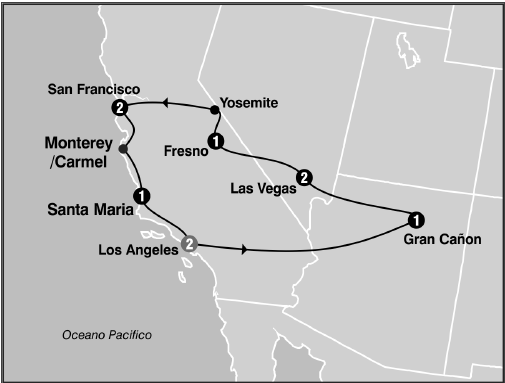 San Francisco
2
Yosemite
Monterey
/Carmel
Fresno
1
Las Vegas
2
1
Santa Maria
Los Angeles
2
1
Gran Cañon
Oceano Pacifico